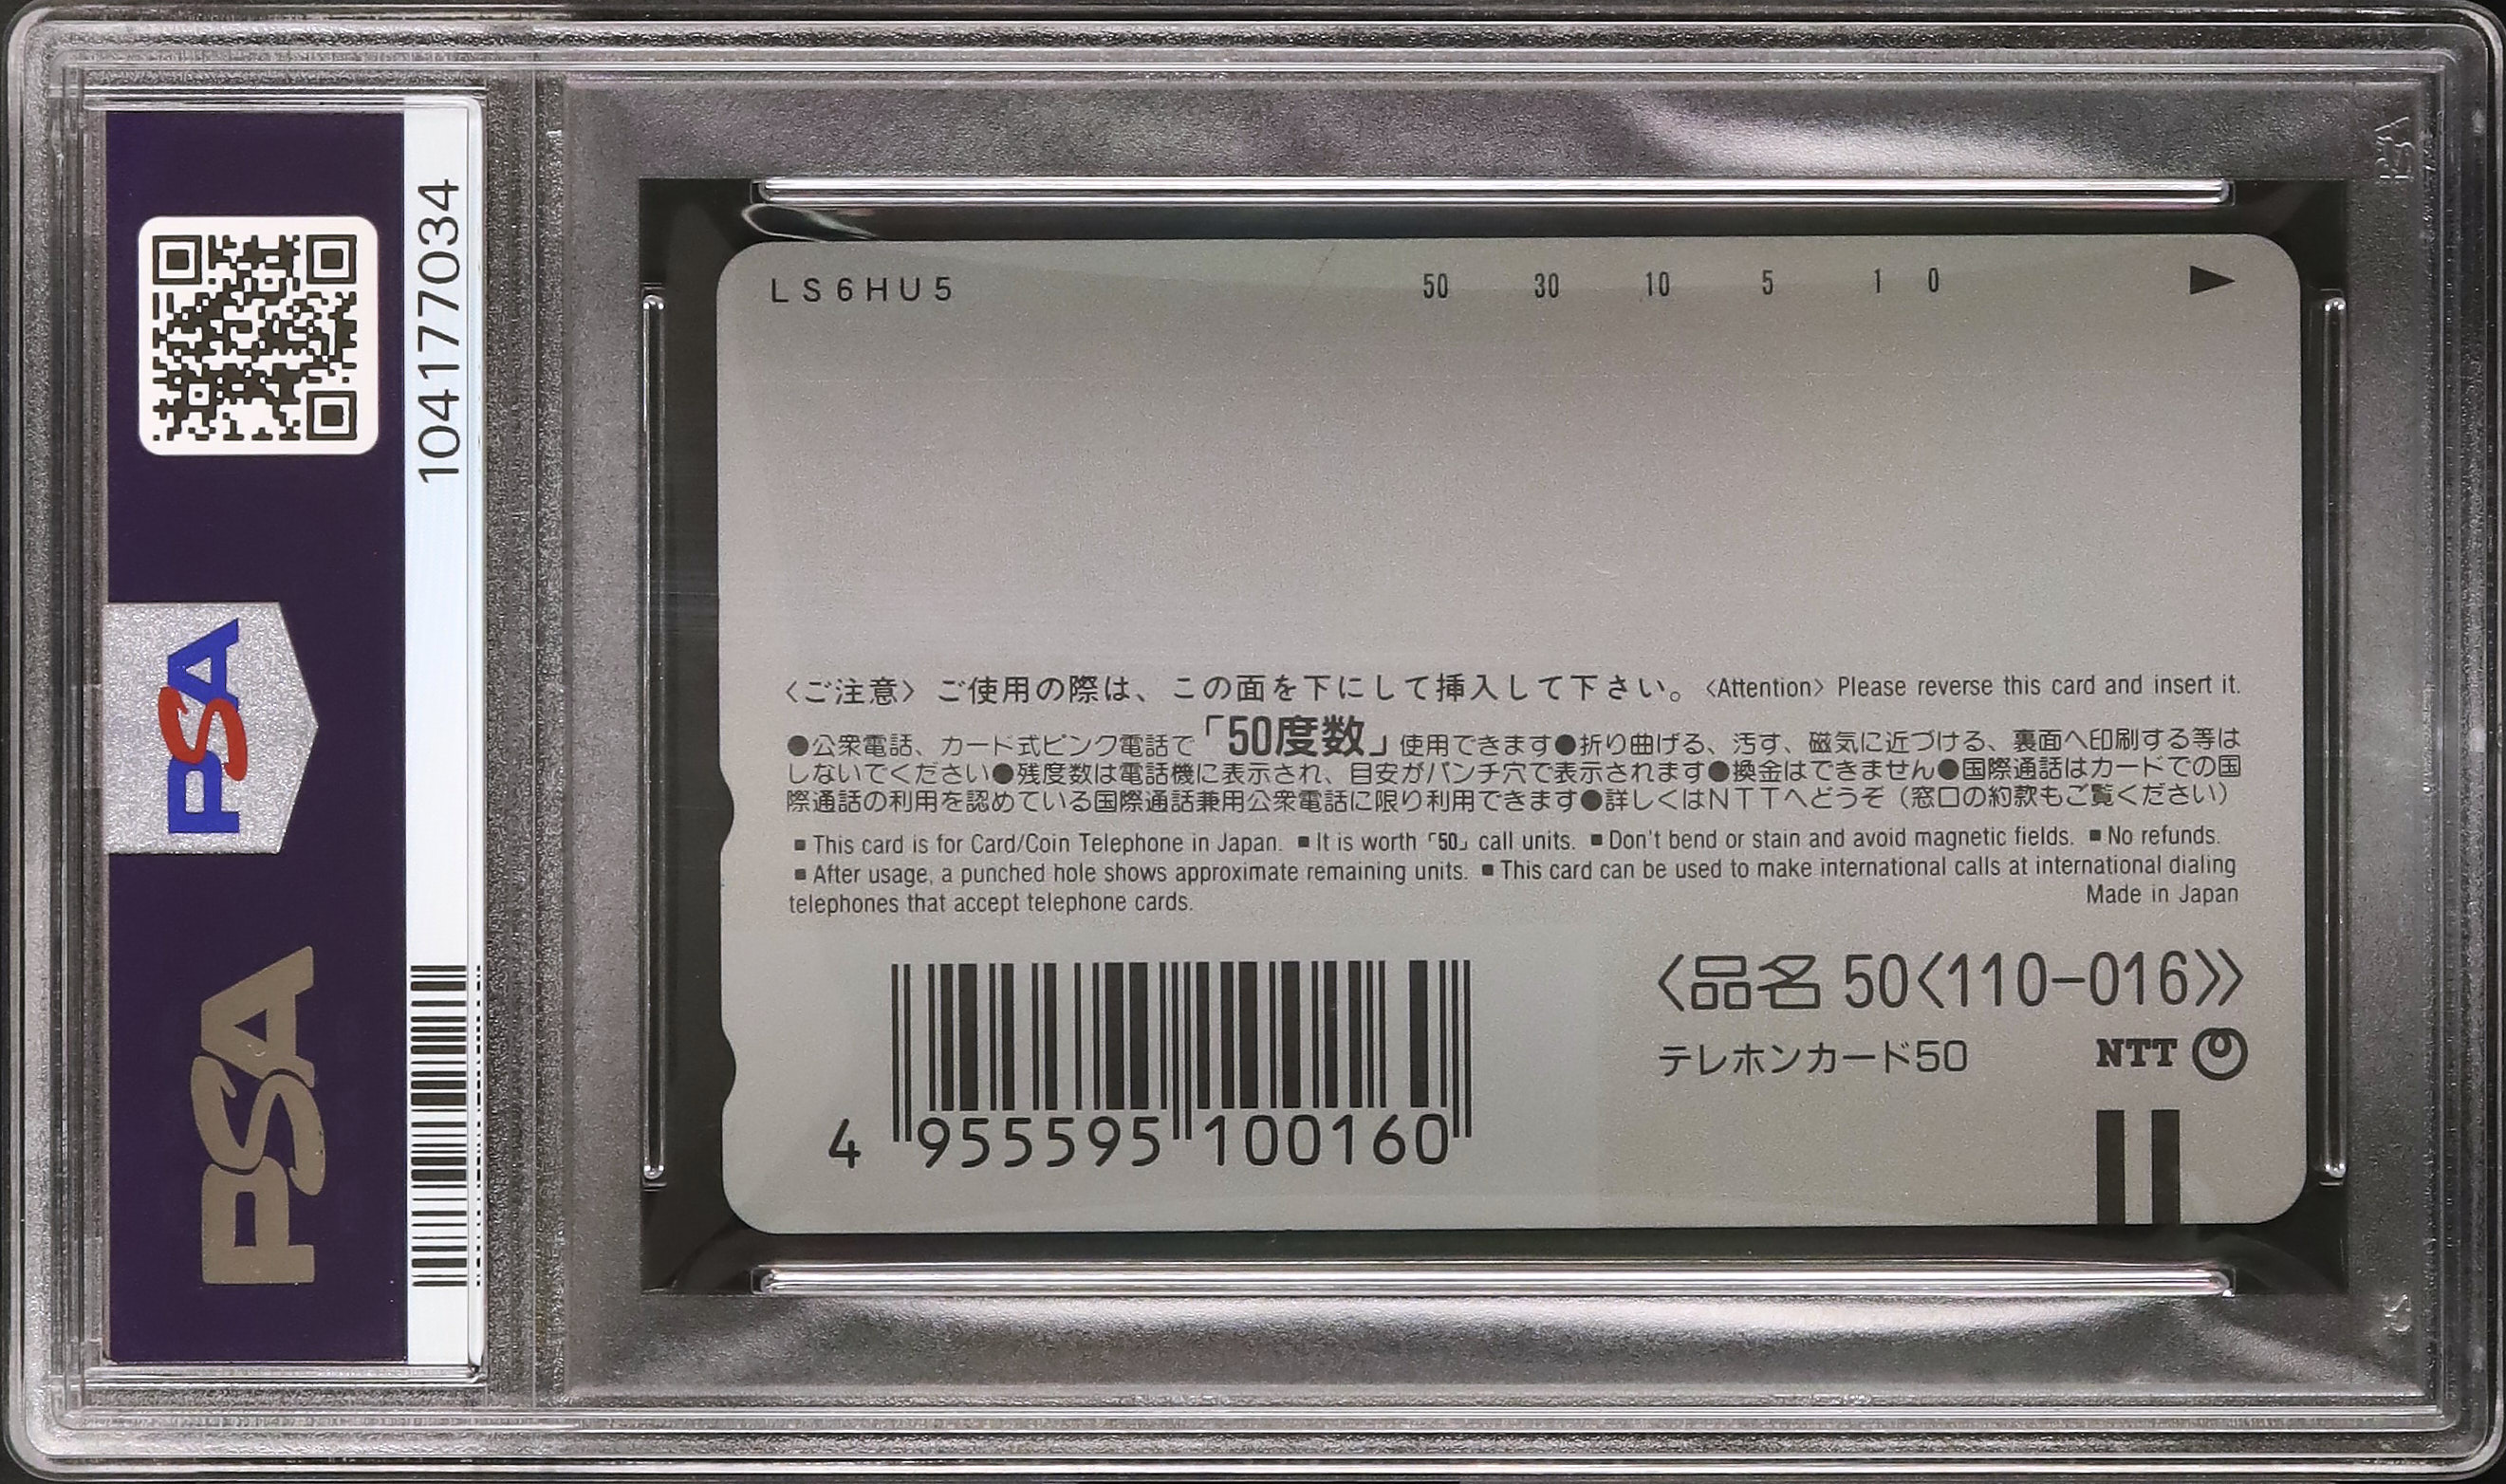 104177034
PSA
PSA
LS6HU5 50 30 10 5 1 0
〈ご注意〉ご使用の際は、この面を下にして挿入して下さい。〈Attention〉 Please reverse this card and insert it.
●公衆電話、カード式ピンク電話で「50度数」使用できます●折り曲げる、汚す、磁気に近づける、裏面へ印刷する等は
しないでください●残度数は電話機に表示され、目安がパンチ穴で表示されます●換金はできません●国際通話はカードでの国
際通話の利用を認めている国際通話兼用公衆電話に限り利用できます●詳しくはNTTへどうぞ（窓口の約款もご覧ください）
■This card is for Card/Coin Telephone in Japan. ■It is worth「50」call units. ■Don't bend or stain and avoid magnetic fields. ■No refunds.
■After usage, a punched hole shows approximate remaining units. ■This card can be used to make international calls at international dialing
telephones that accept telephone cards. Made in Japan
〈品名 50〈110-016〉〉
テレホンカード50 NTT
4 955595 100160